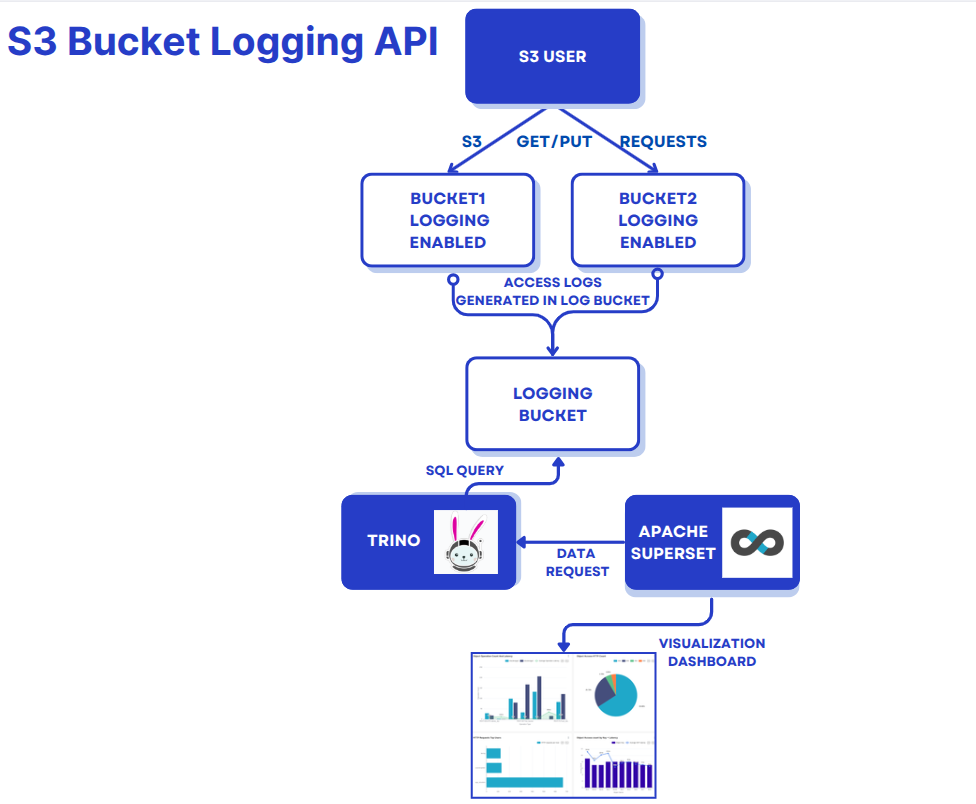 S3 Bucket Logging API
S3 USER
S3 GET/PUT REQUESTS
BUCKET1
LOGGING
ENABLED
BUCKET2
LOGGING
ENABLED
ACCESS LOGS
GENERATED IN LOG BUCKET
LOGGING
BUCKET
SQL QUERY
TRINO
APACHE
SUPERSET
DATA
REQUEST
VISUALIZATION
DASHBOARD